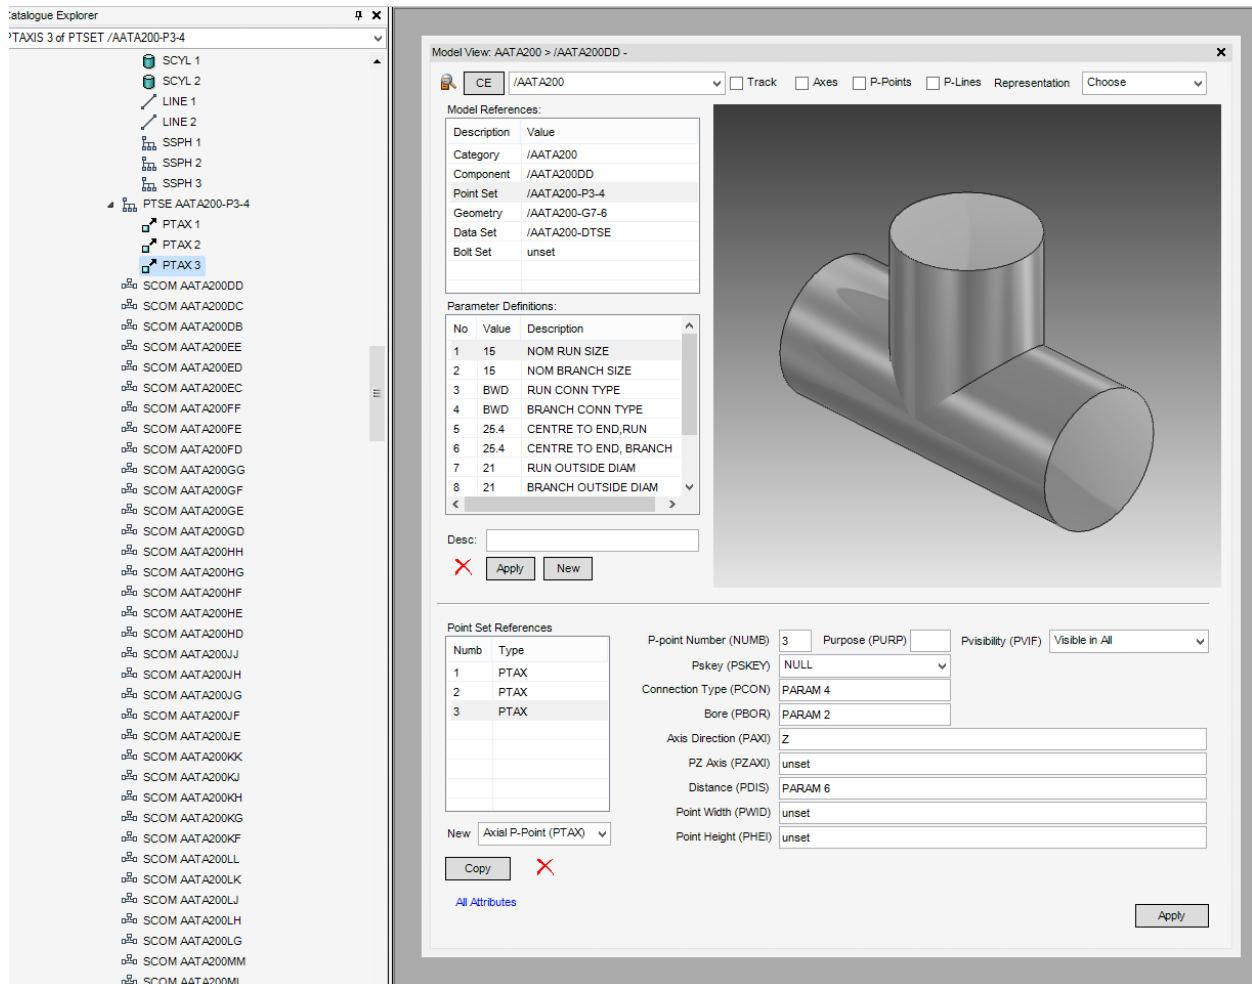 Catalogue Explorer
PTAXIS 3 of PTSET /AATA200-P3-4
SCYL 1
SCYL 2
LINE 1
LINE 2
SSPH 1
SSPH 2
SSPH 3
PTSE AATA200-P3-4
PTAX 1
PTAX 2
PTAX 3
SCOM AATA200DD
SCOM AATA200DC
SCOM AATA200DB
SCOM AATA200EE
SCOM AATA200ED
SCOM AATA200EC
SCOM AATA200FF
SCOM AATA200FE
SCOM AATA200FD
SCOM AATA200GG
SCOM AATA200GF
SCOM AATA200GE
SCOM AATA200GD
SCOM AATA200HH
SCOM AATA200HG
SCOM AATA200HF
SCOM AATA200HE
SCOM AATA200HD
SCOM AATA200JJ
SCOM AATA200JH
SCOM AATA200JG
SCOM AATA200JF
SCOM AATA200JE
SCOM AATA200KK
SCOM AATA200KJ
SCOM AATA200KH
SCOM AATA200KG
SCOM AATA200KF
SCOM AATA200LL
SCOM AATA200LK
SCOM AATA200LJ
SCOM AATA200LH
SCOM AATA200LG
SCOM AATA200MM
SCOM AATA200ML
Model View: AATA200 > /AATA200DD -
CE /AATA200 Track Axes P-Points P-Lines Representation Choose
Model References:
Description Value
Category /AATA200
Component /AATA200DD
Point Set /AATA200-P3-4
Geometry /AATA200-G7-6
Data Set /AATA200-DTSE
Bolt Set unset
Parameter Definitions:
No Value Description
1 15 NOM RUN SIZE
2 15 NOM BRANCH SIZE
3 BWD RUN CONN TYPE
4 BWD BRANCH CONN TYPE
5 25.4 CENTRE TO END,RUN
6 25.4 CENTRE TO END, BRANCH
7 21 RUN OUTSIDE DIAM
8 21 BRANCH OUTSIDE DIAM
Desc:
Apply New
Point Set References
Numb Type
1 PTAX
2 PTAX
3 PTAX
New Axial P-Point (PTAX)
Copy
All Attributes
P-point Number (NUMB) 3 Purpose (PURP) Pvisibility (PVIF) Visible in All
Pskey (PSKEY) NULL
Connection Type (PCON) PARAM 4
Bore (PBOR) PARAM 2
Axis Direction (PAXI) Z
PZ Axis (PZAXI) unset
Distance (PDIS) PARAM 6
Point Width (PWID) unset
Point Height (PHEI) unset
Apply